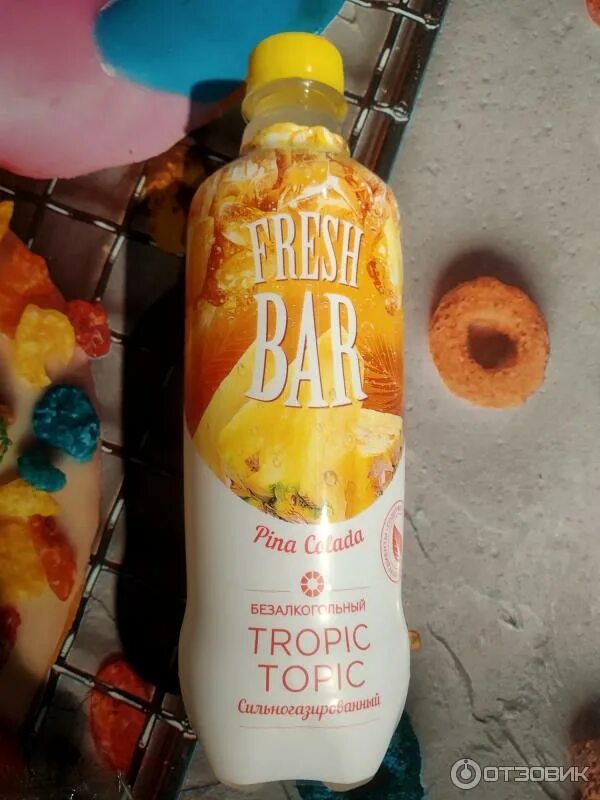 FRESH
BAR
Pina Colada
БЕЗАЛКОГОЛЬНЫЙ
TROPIC
TOPIC
Сильногазированный
ОТЗОВИК